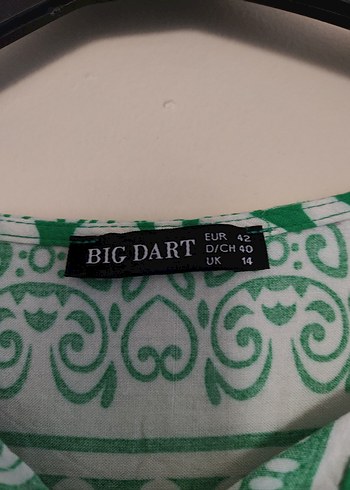 BIG DART
EUR 42
D/CH 40
UK 14